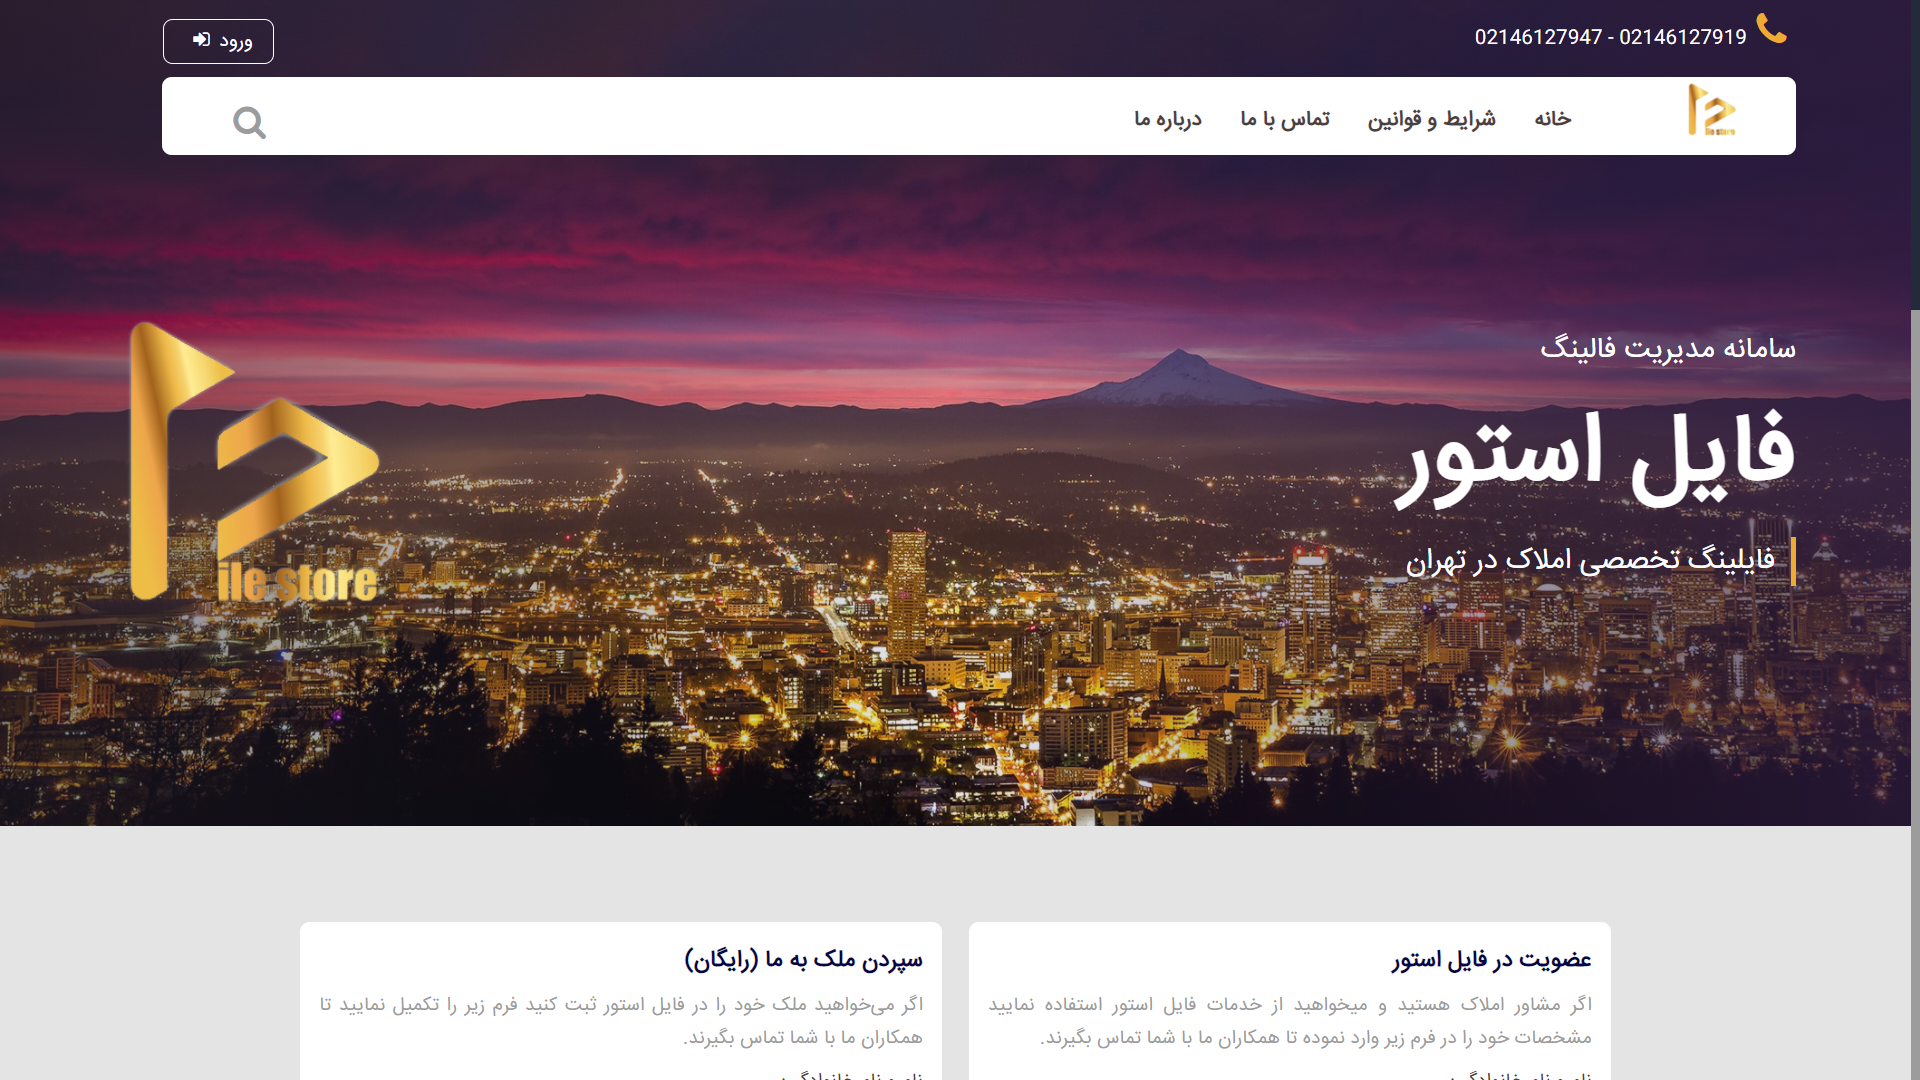 02146127947 - 02146127919
ورود
خانه
شرایط و قوانین
تماس با ما
درباره ما
ile store
سامانه مدیریت فالینگ
فایل استور
فایلینگ تخصصی املاک در تهران
ile store
عضویت در فایل استور
اگر مشاور املاک هستید و میخواهید از خدمات فایل استور استفاده نمایید
مشخصات خود را در فرم زیر وارد نموده تا همکاران ما با شما تماس بگیرند.
سپردن ملک به ما (رایگان)
اگر می‌خواهید ملک خود را در فایل استور ثبت کنید فرم زیر را تکمیل نمایید تا
همکاران ما با شما تماس بگیرند.